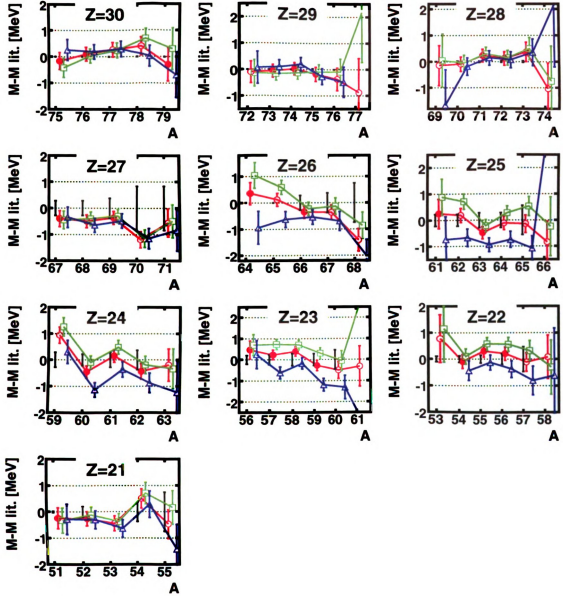 Z=30
Z=29
Z=28
M-M lit. [MeV]
M-M lit. [MeV]
M-M lit. [MeV]
2
1
0
-1
-2
2
1
0
-1
2
1
0
-1
75 76 77 78 79
72 73 74 75 76 77
69 70 71 72 73 74
A
A
A
Z=27
Z=26
Z=25
M-M lit. [MeV]
M-M lit. [MeV]
M-M lit. [MeV]
2
1
0
-1
2
1
0
-1
-2
2
1
0
-1
67 68 69 70 71
64 65 66 67 68
61 62 63 64 65 66
A
A
A
Z=24
Z=23
Z=22
M-M lit. [MeV]
M-M lit. [MeV]
M-M lit. [MeV]
2
1
0
-1
-2
2
1
0
-1
-2
2
1
0
-1
-2
59 60 61 62 63
56 57 58 59 60 61
53 54 55 56 57 58
A
A
A
Z=21
M-M lit. [MeV]
2
1
0
-1
-2
51 52 53 54 55
A